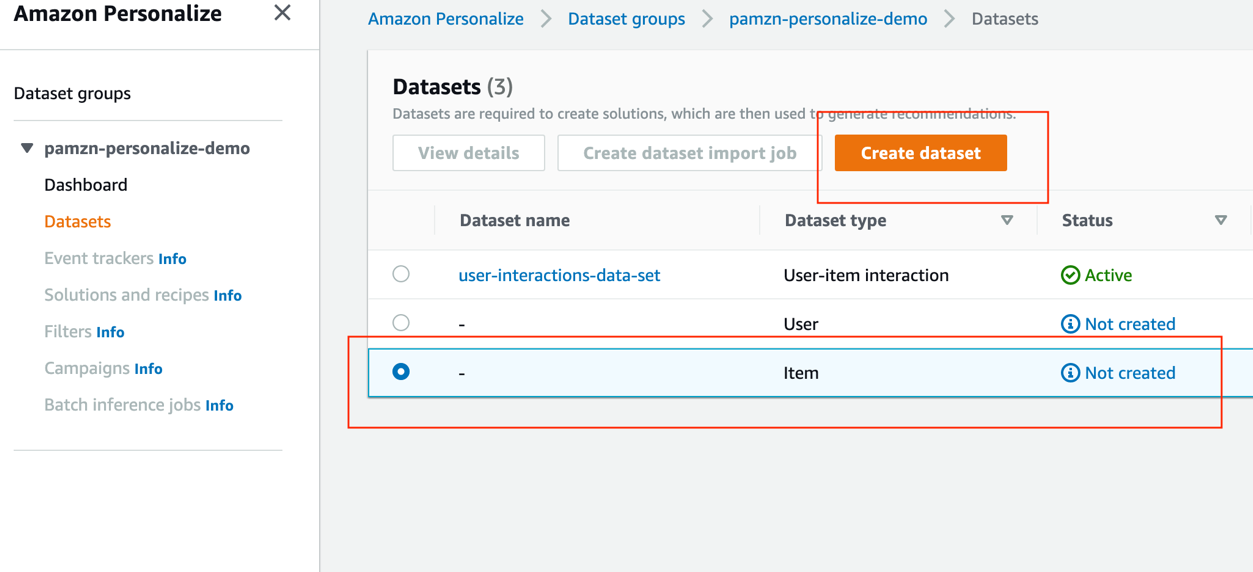 Amazon Personalize
Dataset groups
pamzn-personalize-demo
Dashboard
Datasets
Event trackers Info
Solutions and recipes Info
Filters Info
Campaigns Info
Batch inference jobs Info
Amazon Personalize > Dataset groups > pamzn-personalize-demo > Datasets
Datasets (3)
Datasets are required to create solutions, which are then used to generate recommendations.
View details Create dataset import job Create dataset
Dataset name Dataset type Status
user-interactions-data-set User-item interaction Active
- User Not created
- Item Not created